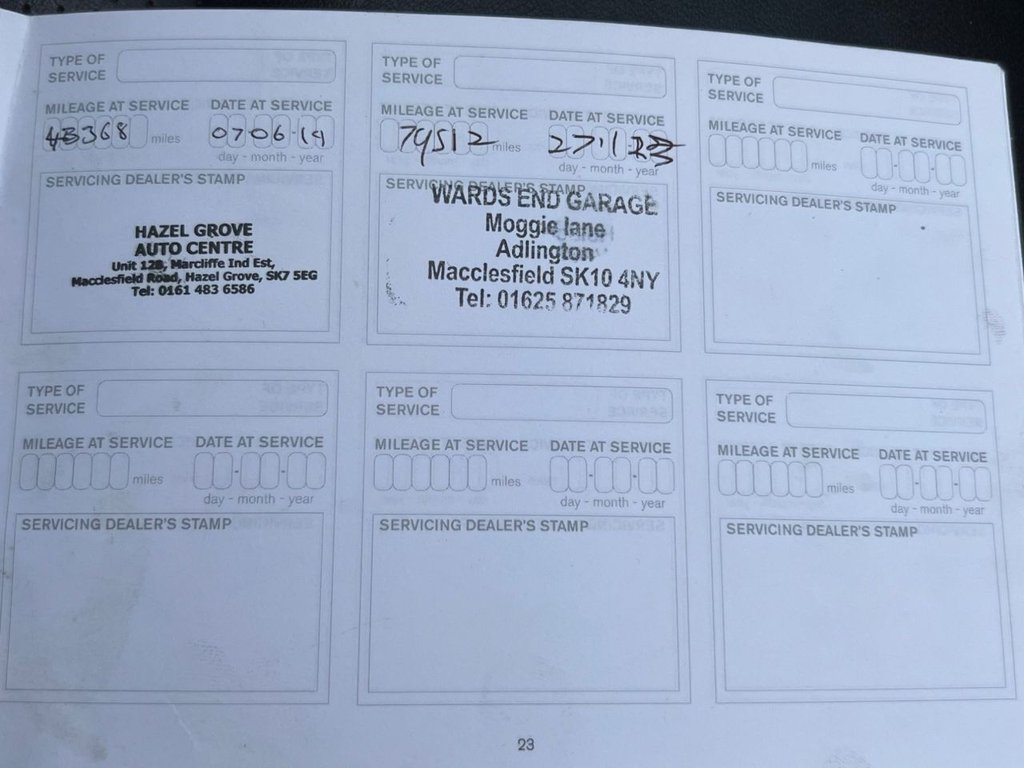 TYPE OF
SERVICE
MILEAGE AT SERVICE DATE AT SERVICE
miles 07 06 19
day - month - year
SERVICING DEALER'S STAMP
HAZEL GROVE
AUTO CENTRE
Unit 12B, Marcliffe Ind Est,
Macclesfield Road, Hazel Grove, SK7 5EG
Tel: 0161 483 6586
TYPE OF
SERVICE
MILEAGE AT SERVICE DATE AT SERVICE
79512 miles
day - month - year
SERVICING DEALER'S STAMP
WARDS END GARAGE
Moggie lane
Adlington
Macclesfield SK10 4NY
Tel: 01625 871829
TYPE OF
SERVICE
MILEAGE AT SERVICE DATE AT SERVICE
miles
day - month - year
SERVICING DEALER'S STAMP
TYPE OF
SERVICE
MILEAGE AT SERVICE DATE AT SERVICE
miles
day - month - year
SERVICING DEALER'S STAMP
TYPE OF
SERVICE
MILEAGE AT SERVICE DATE AT SERVICE
miles
day - month - year
SERVICING DEALER'S STAMP
TYPE OF
SERVICE
MILEAGE AT SERVICE DATE AT SERVICE
miles
day - month - year
SERVICING DEALER'S STAMP
23